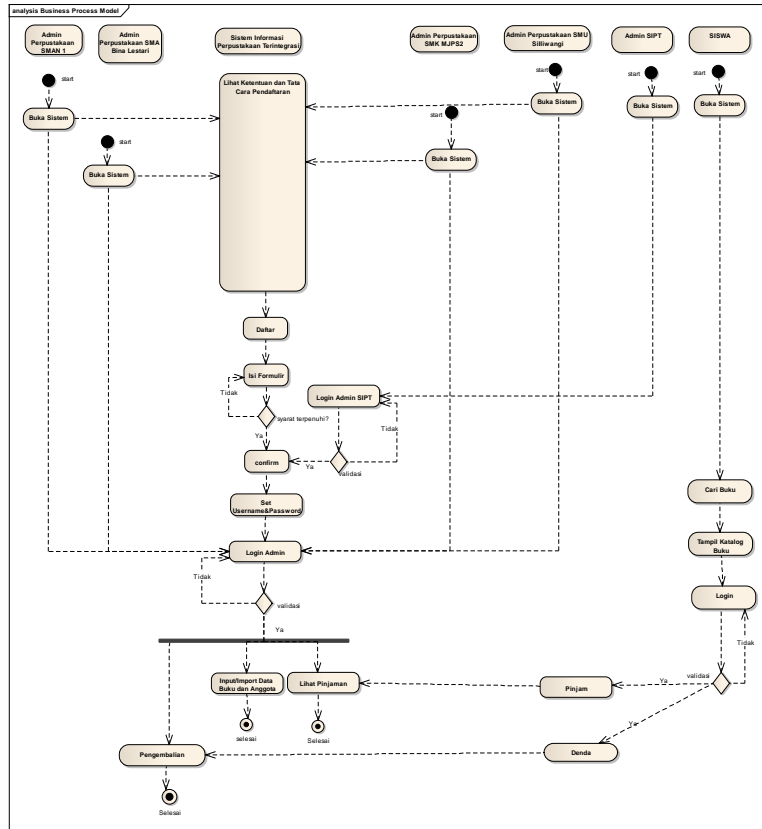 analysis Business Process Model
Admin
Perpustakaan
SMAN 1
Admin
Perpustakaan SMA
Bina Lestari
Sistem Informasi
Perpustakaan Terintegrasi
Admin Perpustakaan
SMK MJPS2
Admin Perpustakaan SMU
Silliwangi
Admin SIPT
SISWA
start
Buka Sistem
start
Buka Sistem
Lihat Ketentuan dan Tata
Cara Pendaftaran
start
Buka Sistem
start
Buka Sistem
start
Buka Sistem
start
Buka Sistem
Daftar
Isi Formulir
Tidak
syarat terpenuhi?
Ya
Login Admin SIPT
Tidak
Ya
validasi
confirm
Set
Username&Password
Login Admin
Tidak
validasi
Ya
Cari Buku
Tampil Katalog
Buku
Login
Tidak
validasi
Ya
Ya
Input/Import Data
Buku dan Anggota
Lihat Pinjaman
Pinjam
selesai
Selesai
Pengembalian
Denda
Selesai